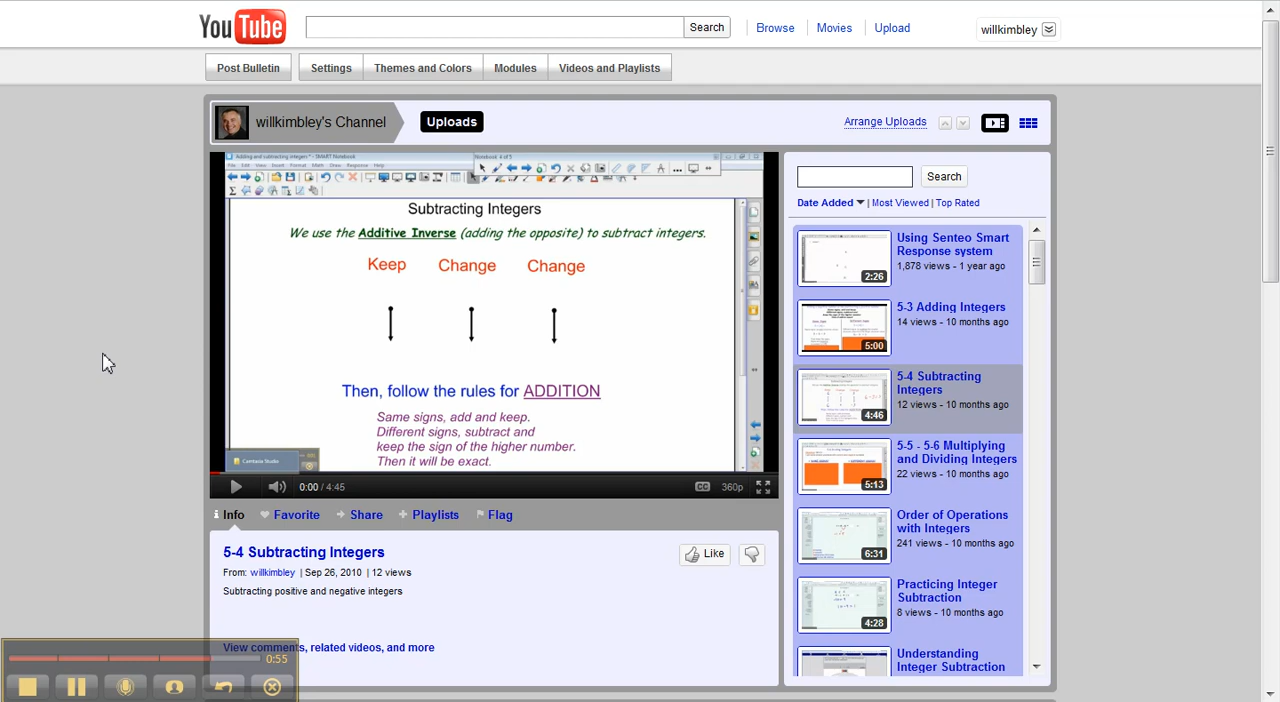 YouTube
Search
Browse
Movies
Upload
willkimbley
Post Bulletin
Settings
Themes and Colors
Modules
Videos and Playlists
willkimbley's Channel
Uploads
Arrange Uploads
Adding and subtracting integers * - SMART Notebook
Subtracting Integers
We use the Additive Inverse (adding the opposite) to subtract integers.
Keep Change Change
Then, follow the rules for ADDITION
Same signs, add and keep.
Different signs, subtract and
keep the sign of the higher number.
Then it will be exact.
Camtasia Studio
0:00 / 4:45
CC
360p
Info
Favorite
Share
Playlists
Flag
5-4 Subtracting Integers
Like
From: willkimbley | Sep 26, 2010 | 12 views
Subtracting positive and negative integers
View comments, related videos, and more
0:55
Search
Date Added | Most Viewed | Top Rated
2:26
Using Senteo Smart
Response system
1,878 views - 1 year ago
5:00
5-3 Adding Integers
14 views - 10 months ago
4:46
5-4 Subtracting
Integers
12 views - 10 months ago
5:13
5-5 - 5-6 Multiplying
and Dividing Integers
22 views - 10 months ago
6:31
Order of Operations
with Integers
241 views - 10 months ago
4:28
Practicing Integer
Subtraction
8 views - 10 months ago
Understanding
Integer Subtraction